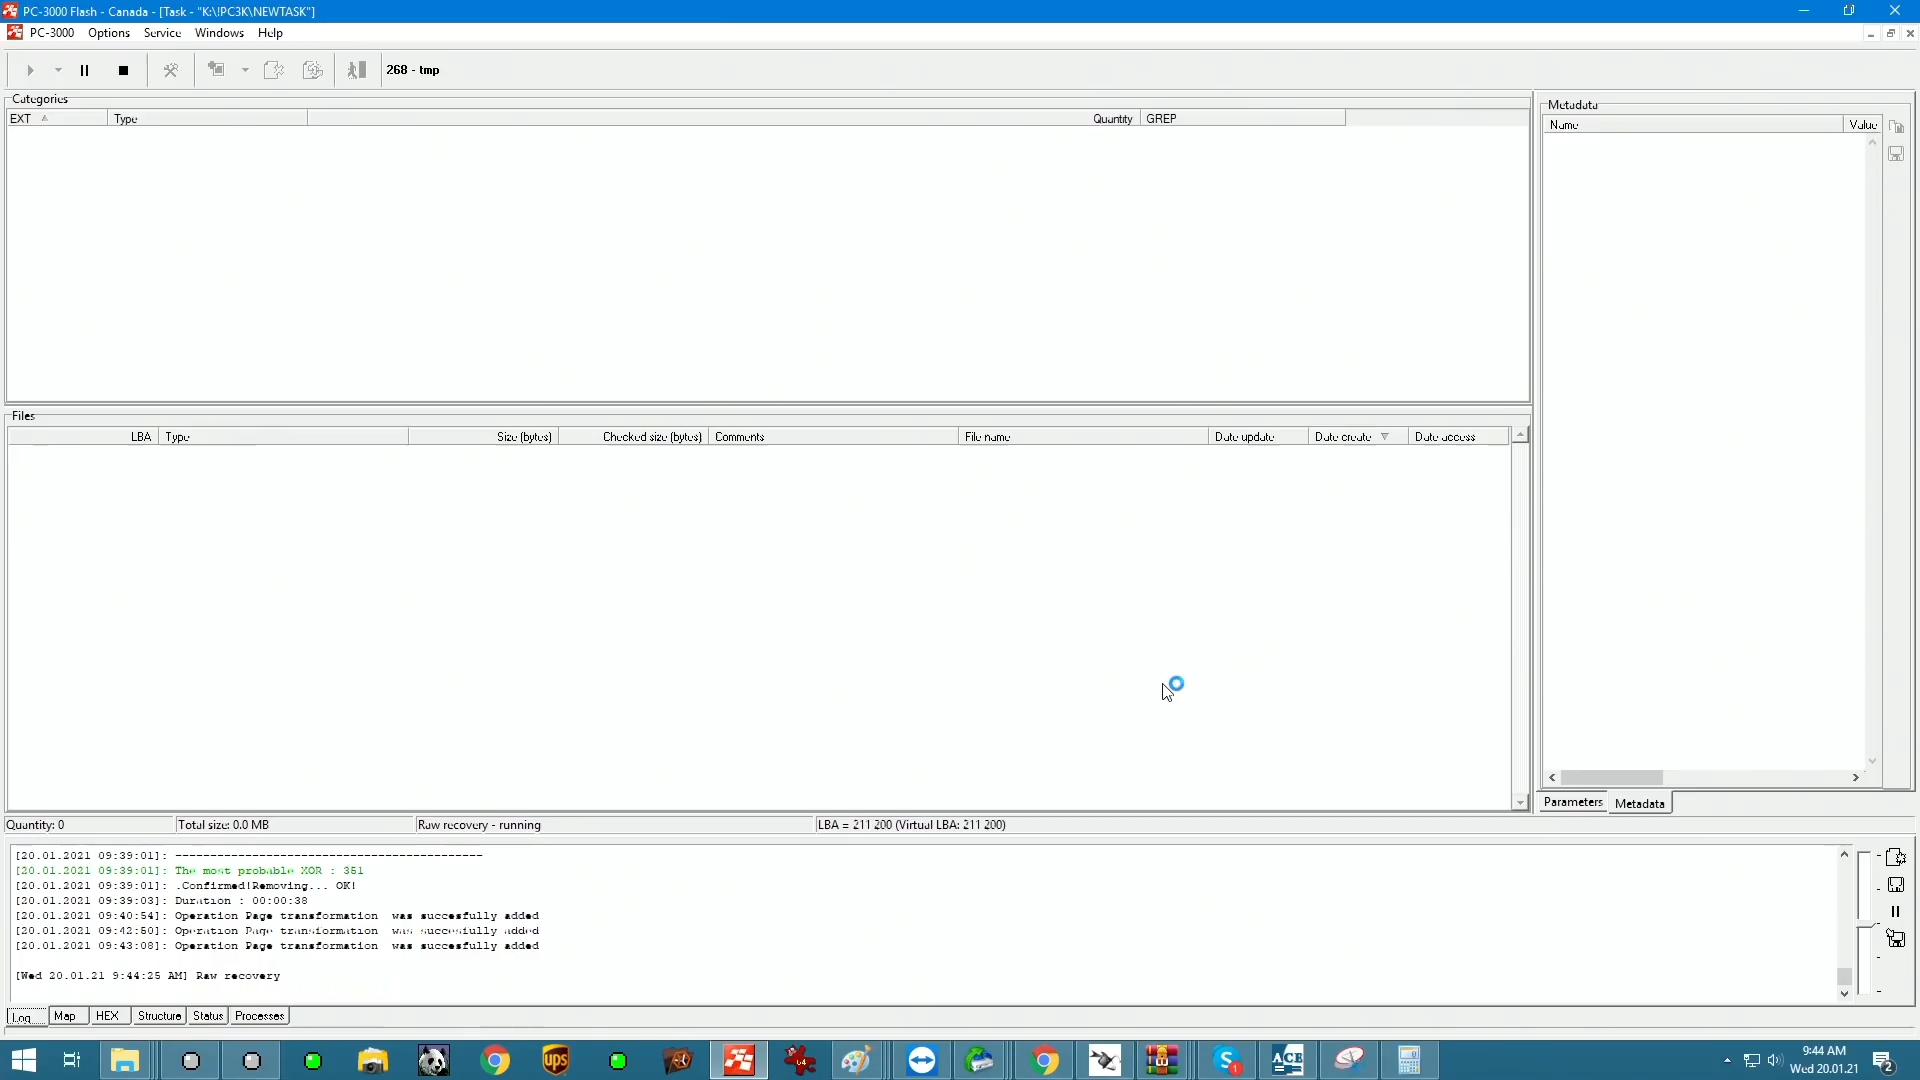 PC-3000 Flash - Canada - [Task - "K:\!PC3K\NEWTASK"]
PC-3000 Options Service Windows Help
268 - tmp
Categories
EXT Type Quantity GREP
Metadata
Name Value
Files
LBA Type Size (bytes) Checked size (bytes) Comments File name Date update Date create Date access
Parameters Metadata
Quantity: 0 Total size: 0.0 MB Raw recovery - running LBA = 211 200 (Virtual LBA: 211 200)
[20.01.2021 09:39:01]: --------------------------------------------
[20.01.2021 09:39:01]: The most probable XOR : 351
[20.01.2021 09:39:01]: .Confirmed!Removing... OK!
[20.01.2021 09:39:03]: Duration : 00:00:38
[20.01.2021 09:40:54]: Operation Page transformation  was succesfully added
[20.01.2021 09:42:50]: Operation Page transformation  was succesfully added
[20.01.2021 09:43:08]: Operation Page transformation  was succesfully added
[Wed 20.01.21 9:44:25 AM] Raw recovery
Log Map HEX Structure Status Processes
ups
v4
S 1
ACE
9:44 AM
Wed 20.01.21
2